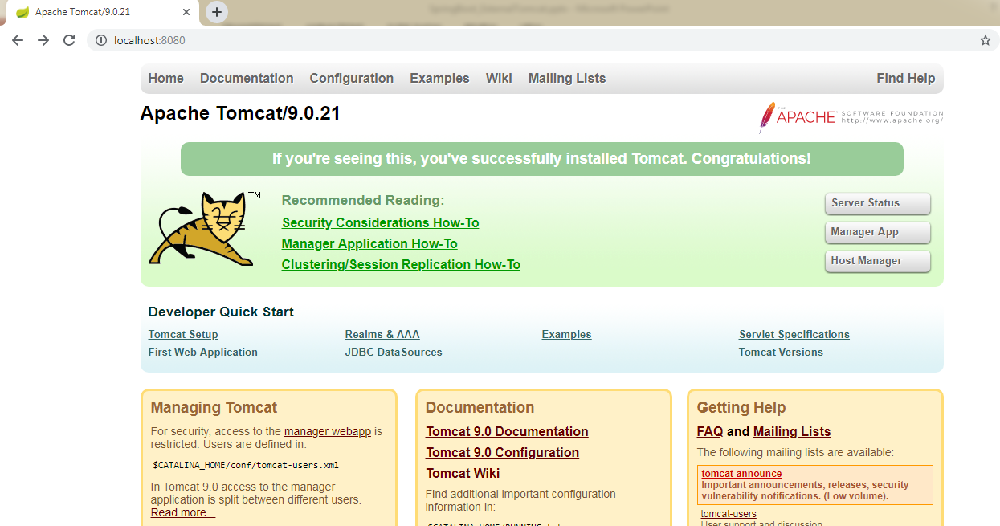 Apache Tomcat/9.0.21
localhost:8080
Home Documentation Configuration Examples Wiki Mailing Lists Find Help
Apache Tomcat/9.0.21
THE APACHE SOFTWARE FOUNDATION
http://www.apache.org/
If you're seeing this, you've successfully installed Tomcat. Congratulations!
TM
Recommended Reading:
Security Considerations How-To
Manager Application How-To
Clustering/Session Replication How-To
Server Status
Manager App
Host Manager
Developer Quick Start
Tomcat Setup
First Web Application
Realms & AAA
JDBC DataSources
Examples
Servlet Specifications
Tomcat Versions
Managing Tomcat
For security, access to the manager webapp is
restricted. Users are defined in:
$CATALINA_HOME/conf/tomcat-users.xml
In Tomcat 9.0 access to the manager
application is split between different users.
Read more...
Documentation
Tomcat 9.0 Documentation
Tomcat 9.0 Configuration
Tomcat Wiki
Find additional important configuration
information in:
Getting Help
FAQ and Mailing Lists
The following mailing lists are available:
tomcat-announce
Important announcements, releases, security
vulnerability notifications. (Low volume).
tomcat-users
User support and discussion